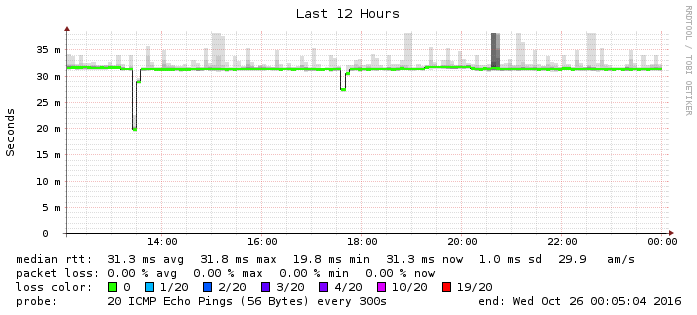 Last 12 Hours
RRDTOOL / TOBI OETIKER
Seconds
35 m
30 m
25 m
20 m
15 m
10 m
5 m
0
14:00 16:00 18:00 20:00 22:00 00:00
median rtt: 31.3 ms avg 31.8 ms max 19.8 ms min 31.3 ms now 1.0 ms sd 29.9 am/s
packet loss: 0.00 % avg 0.00 % max 0.00 % min 0.00 % now
loss color: 0 1/20 2/20 3/20 4/20 10/20 19/20
probe: 20 ICMP Echo Pings (56 Bytes) every 300s end: Wed Oct 26 00:05:04 2016